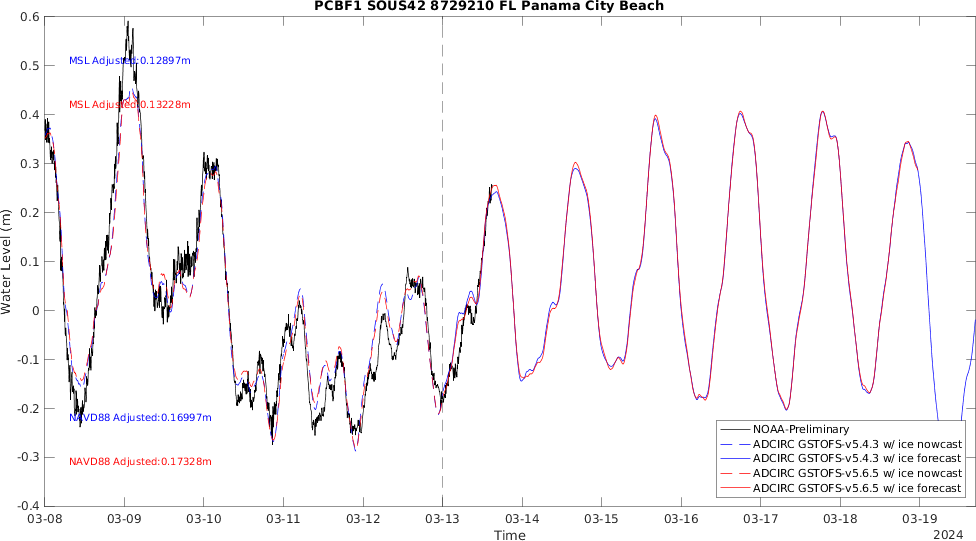 PCBF1 SOUS42 8729210 FL Panama City Beach
0.6
0.5
0.4
0.3
0.2
0.1
0
-0.1
-0.2
-0.3
-0.4
Water Level (m)
MSL Adjusted:0.12897m
MSL Adjusted:0.13228m
NAVD88 Adjusted:0.16997m
NAVD88 Adjusted:0.17328m
NOAA-Preliminary
ADCIRC GSTOFS-v5.4.3 w/ ice nowcast
ADCIRC GSTOFS-v5.4.3 w/ ice forecast
ADCIRC GSTOFS-v5.6.5 w/ ice nowcast
ADCIRC GSTOFS-v5.6.5 w/ ice forecast
03-08 03-09 03-10 03-11 03-12 03-13 03-14 03-15 03-16 03-17 03-18 03-19
Time
2024